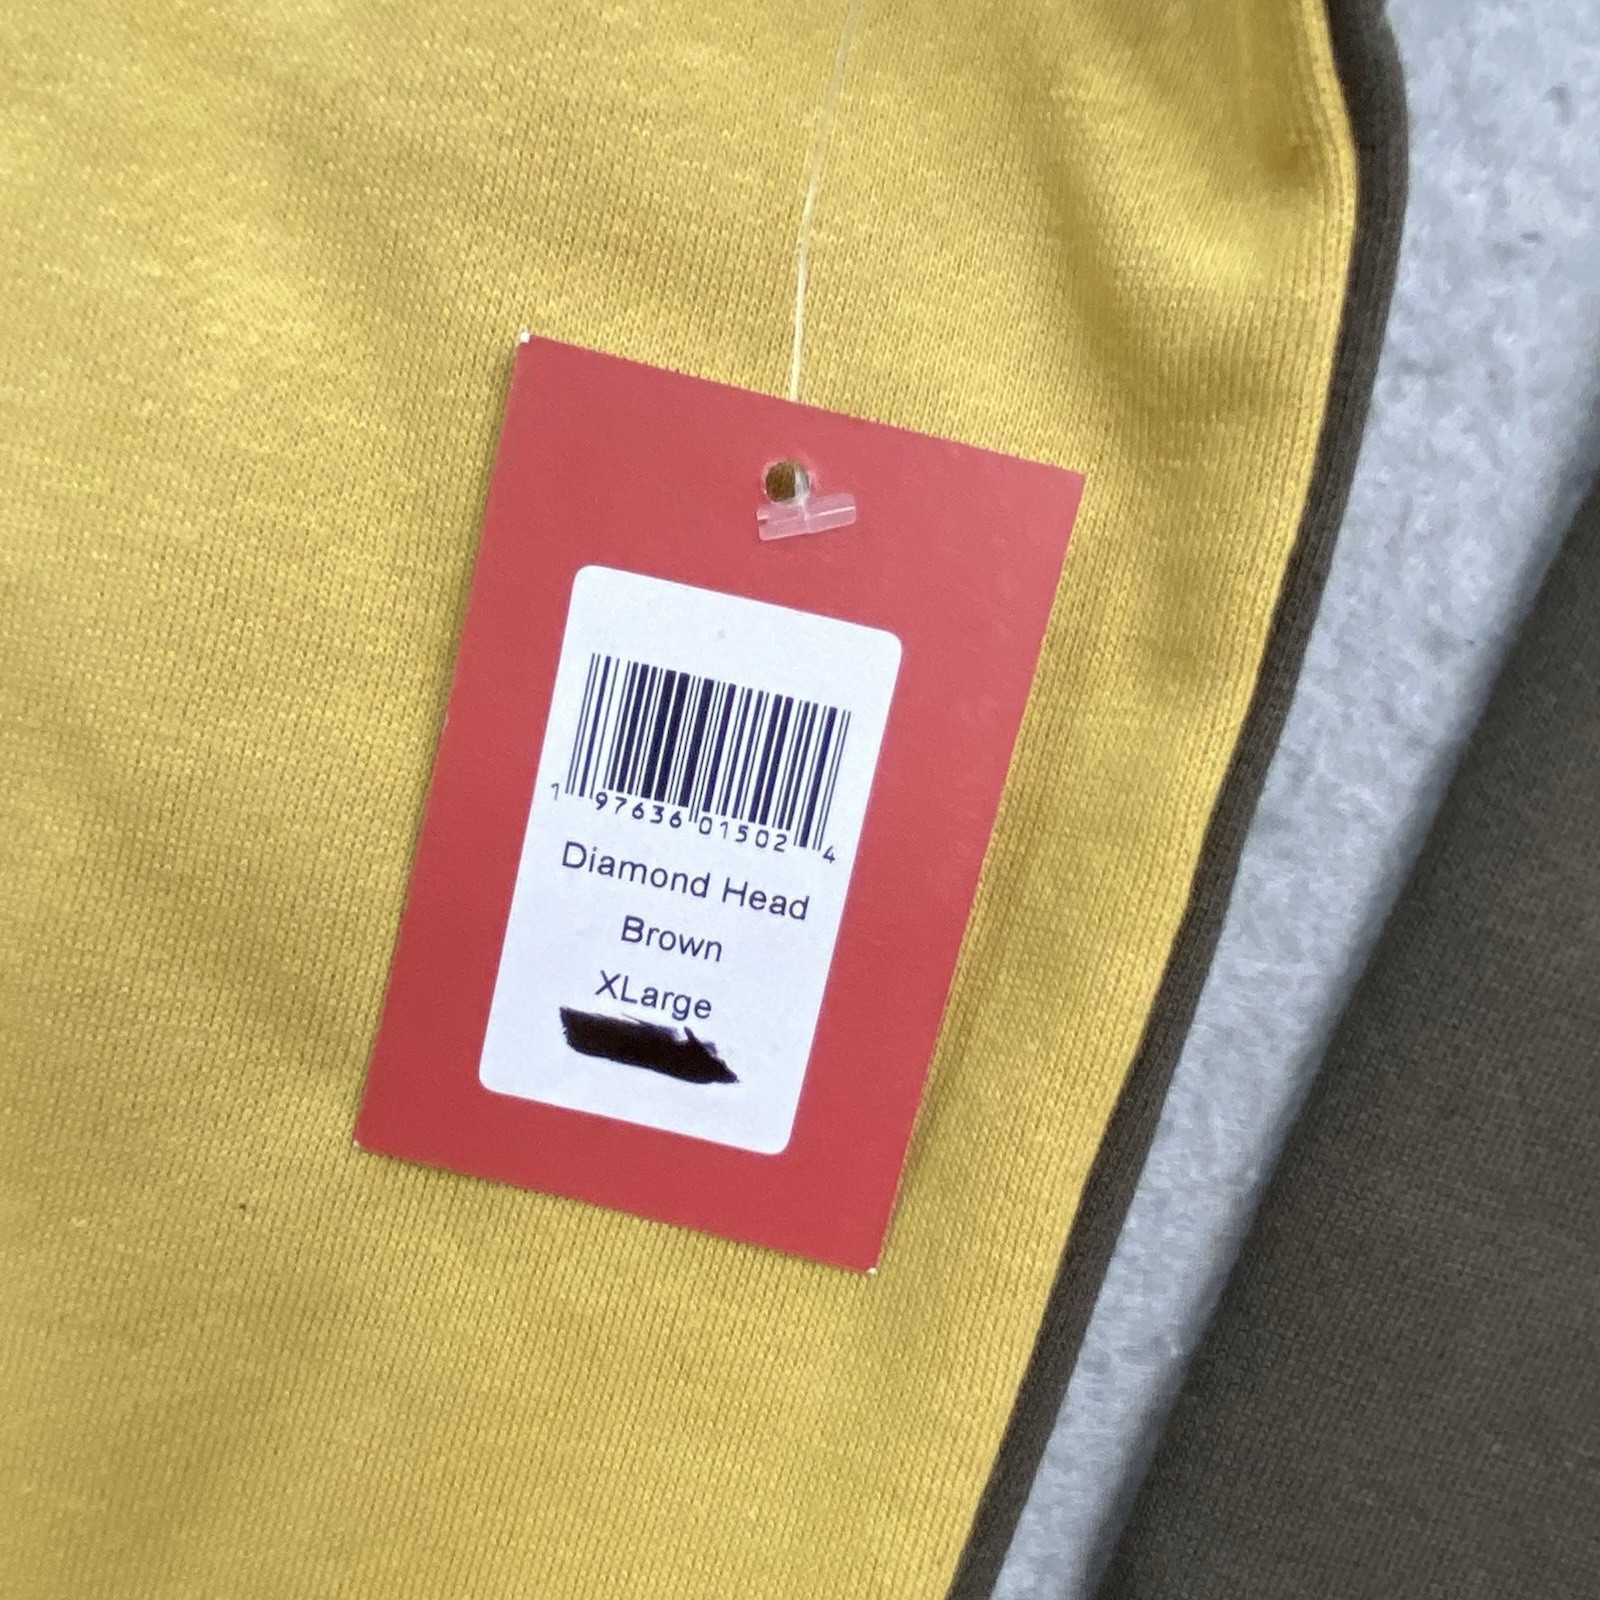 1 97636 01502 4
Diamond Head
Brown
XLarge